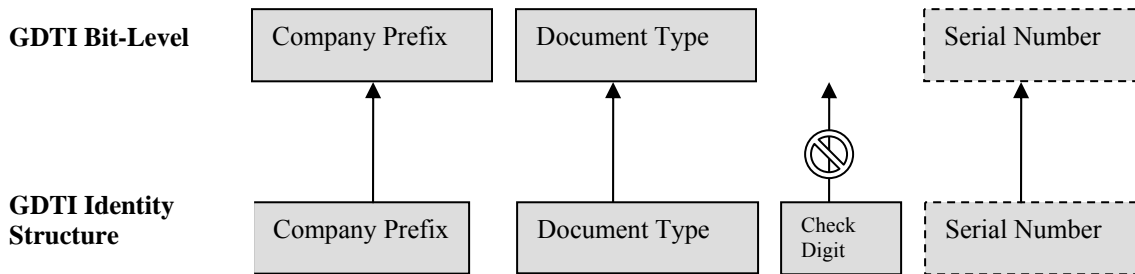 GDTI Bit-Level
Company Prefix
Document Type
Serial Number
GDTI Identity
Structure
Company Prefix
Document Type
Check
Digit
Serial Number